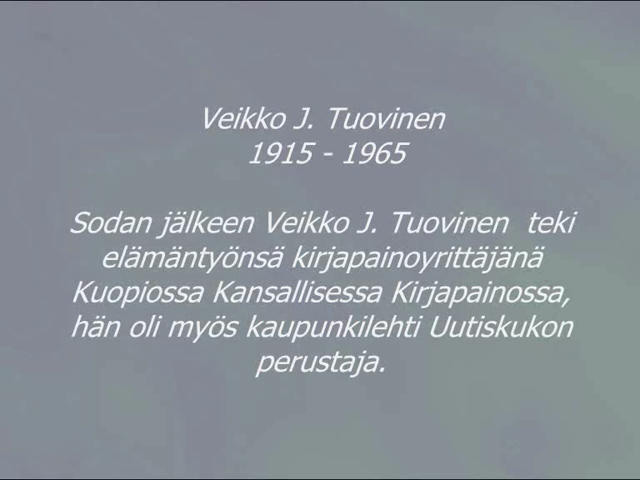 Veikko J. Tuovinen
1915 - 1965
Sodan jälkeen Veikko J. Tuovinen teki
elämäntyönsä kirjapainoyrittäjänä
Kuopiossa Kansallisessa Kirjapainossa,
hän oli myös kaupunkilehti Uutiskukon
perustaja.